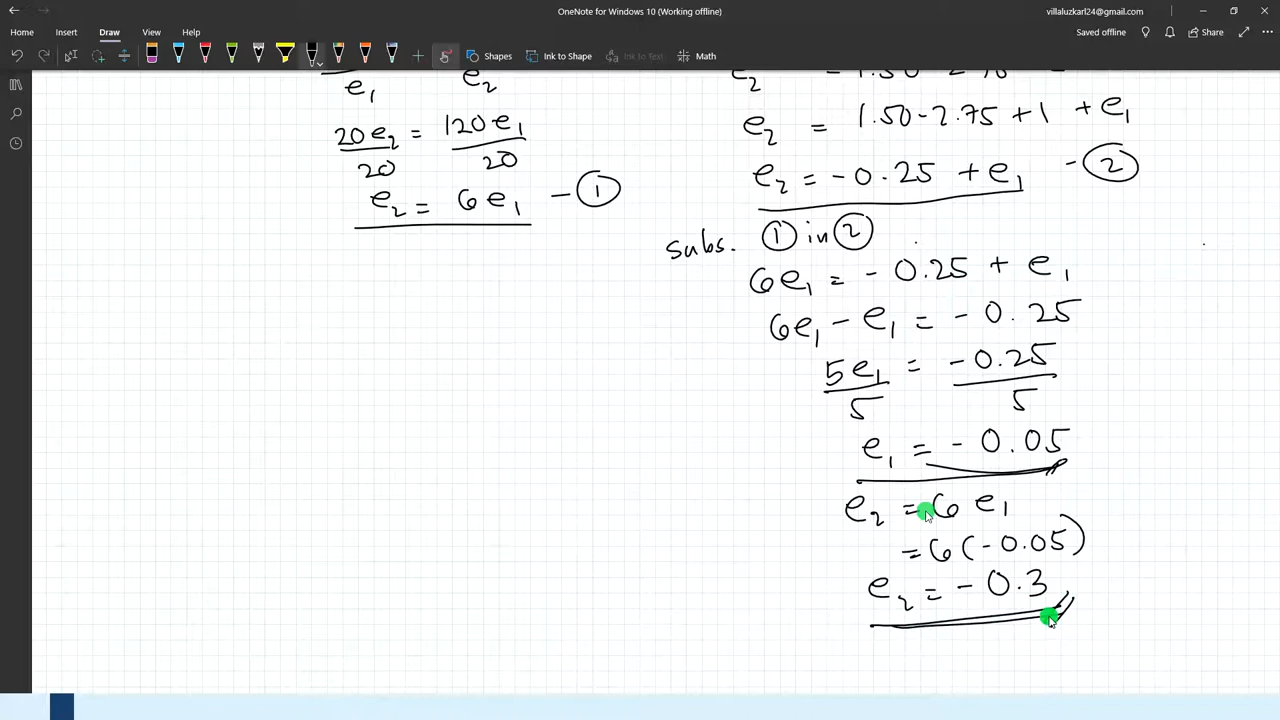 OneNote for Windows 10 (Working offline)
villaluzkarl24@gmail.com
Home Insert Draw View Help
Saved offline
Share
Shapes Ink to Shape Ink to Text Math
e₁ e₂
20e₂ = 120e₁
20 20
e₂ = 6e₁ - ①
e₂
e₂ = 1.50 - 2.75 + 1 + e₁
e₂ = -0.25 + e₁ - ②
subs. ① in ②
6e₁ = -0.25 + e₁
6e₁ - e₁ = -0.25
5e₁ = -0.25
5 5
e₁ = -0.05
e₂ = 6 e₁
= 6(-0.05)
e₂ = -0.3